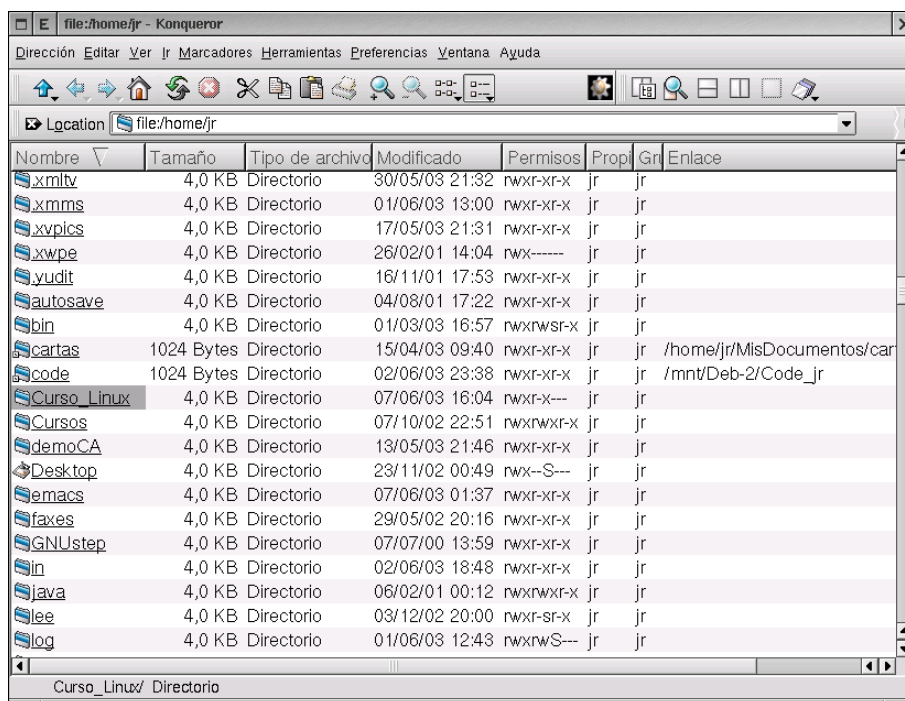 E file:/home/jr - Konqueror
Dirección Editar Ver Ir Marcadores Herramientas Preferencias Ventana Ayuda
Location file:/home/jr
Nombre Tamaño Tipo de archivo Modificado Permisos Propi Gru Enlace
.xmltv 4,0 KB Directorio 30/05/03 21:32 rwxr-xr-x jr jr
.xmms 4,0 KB Directorio 01/06/03 13:00 rwxr-xr-x jr jr
.xvpics 4,0 KB Directorio 17/05/03 21:31 rwxr-xr-x jr jr
.xwpe 4,0 KB Directorio 26/02/01 14:04 rwx------ jr jr
.yudit 4,0 KB Directorio 16/11/01 17:53 rwxr-xr-x jr jr
autosave 4,0 KB Directorio 04/08/01 17:22 rwxr-xr-x jr jr
bin 4,0 KB Directorio 01/03/03 16:57 rwxrwsr-x jr jr
cartas 1024 Bytes Directorio 15/04/03 09:40 rwxr-xr-x jr jr /home/jr/MisDocumentos/car
code 1024 Bytes Directorio 02/06/03 23:38 rwxr-xr-x jr jr /mnt/Deb-2/Code_jr
Curso_Linux 4,0 KB Directorio 07/06/03 16:04 rwxr-x--- jr jr
Cursos 4,0 KB Directorio 07/10/02 22:51 rwxrwxr-x jr jr
demoCA 4,0 KB Directorio 13/05/03 21:46 rwxr-xr-x jr jr
Desktop 4,0 KB Directorio 23/11/02 00:49 rwx--S--- jr jr
emacs 4,0 KB Directorio 07/06/03 01:37 rwxr-xr-x jr jr
faxes 4,0 KB Directorio 29/05/02 20:16 rwxr-xr-x jr jr
GNUstep 4,0 KB Directorio 07/07/00 13:59 rwxr-xr-x jr jr
in 4,0 KB Directorio 02/06/03 18:48 rwxr-xr-x jr jr
java 4,0 KB Directorio 06/02/01 00:12 rwxrwxr-x jr jr
lee 4,0 KB Directorio 03/12/02 20:00 rwxr-sr-x jr jr
log 4,0 KB Directorio 01/06/03 12:43 rwxrwS--- jr jr
Curso_Linux/ Directorio